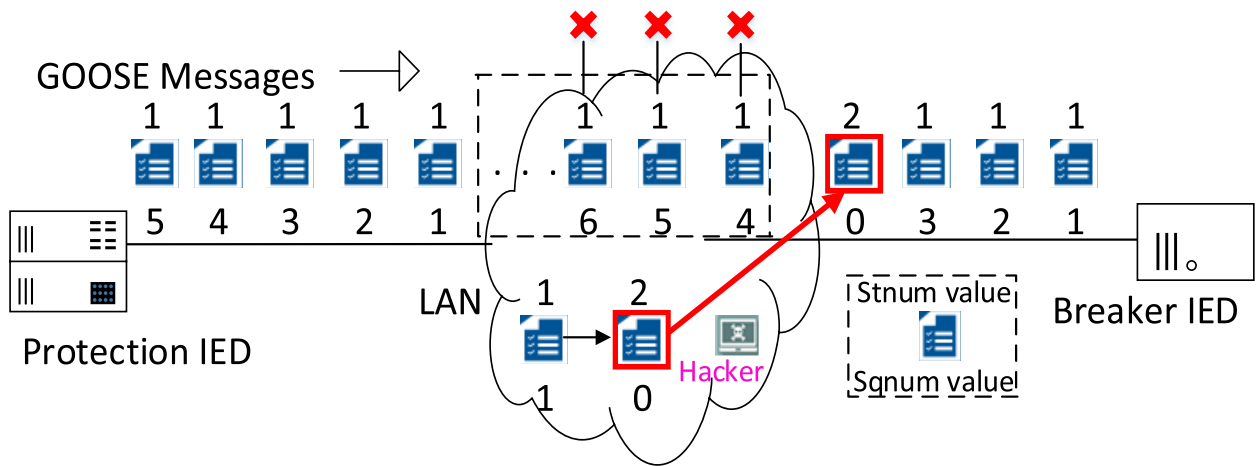 GOOSE Messages
1 1 1 1 1 1 1 1 2 1 1 1
. . .
5 4 3 2 1 6 5 4 0 3 2 1
LAN
1 2
Stnum value
Breaker IED
Protection IED
Hacker
Sqnum value
1 0